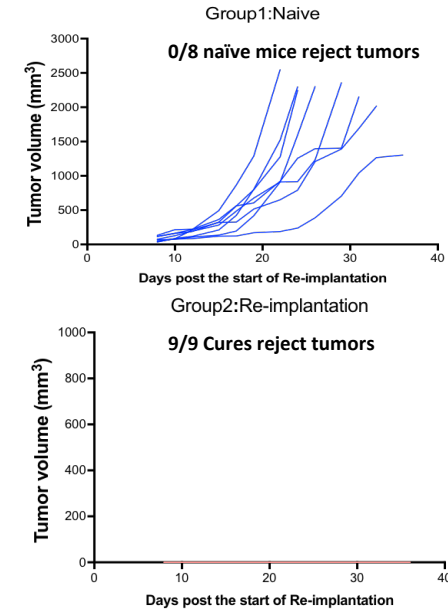 Group1:Naive
0/8 naïve mice reject tumors
Tumor volume (mm³)
3000
2500
2000
1500
1000
500
0
0
10
20
30
40
Days post the start of Re-implantation
Group2:Re-implantation
9/9 Cures reject tumors
Tumor volume (mm³)
1000
800
600
400
200
0
0
10
20
30
40
Days post the start of Re-implantation